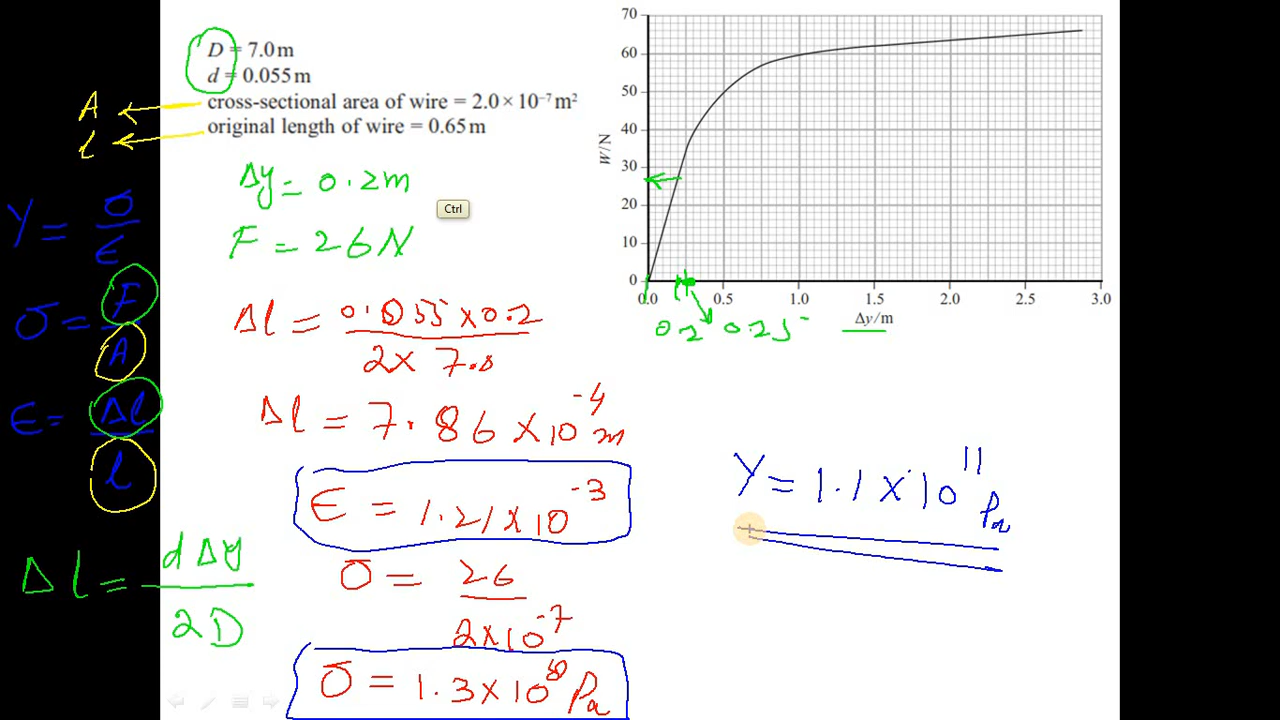 D = 7.0 m
d = 0.055 m
cross-sectional area of wire = 2.0 × 10⁻⁷ m²
original length of wire = 0.65 m
A
l
Y = σ / ε
σ = F / A
ε = Δl / l
Δl = dΔy / 2D
Δy = 0.2m
Ctrl
F = 26N
Δl = 0.055 × 0.2 / 2 × 7.0
Δl = 7.86 × 10⁻⁴ m
ε = 1.21 × 10⁻³
σ = 26 / 2×10⁻⁷
σ = 1.3 × 10⁸ Pa
70
60
50
40
30
20
10
0
W/N
0.0 0.5 1.0 1.5 2.0 2.5 3.0
Δy/m
0.2 0.25
Y = 1.1 × 10¹¹ Pa